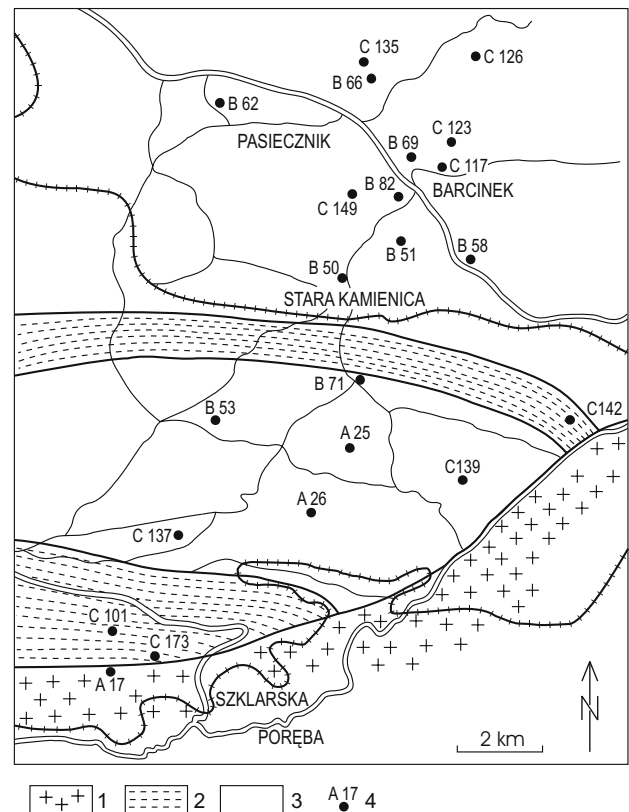 C 135
C 126
B 66
B 62
PASIECZNIK
C 123
B 69
C 117
BARCINEK
B 82
C 149
B 51
B 58
B 50
STARA KAMIENICA
B 71
B 53
C142
A 25
C139
A 26
C 137
C 101
C 173
A 17
SZKLARSKA
PORĘBA
N
2 km
1
2
3
A 17
4